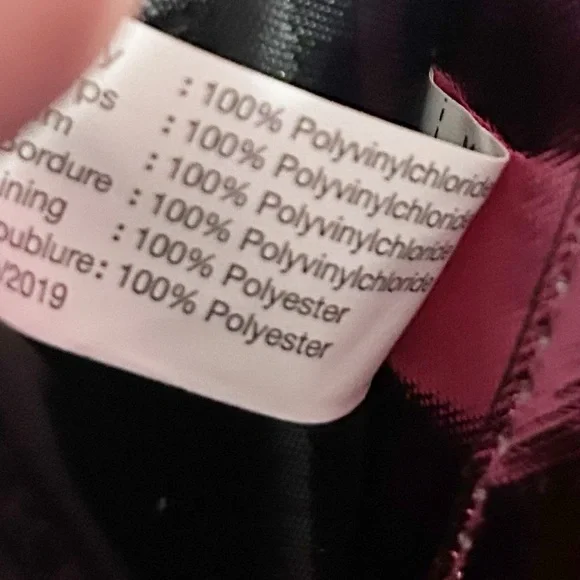 y : 100% Polyvinylchloride
ps : 100% Polyvinylchloride
m : 100% Polyvinylchloride
ordure : 100% Polyvinylchloride
ining : 100% Polyester
oublure: 100% Polyester
/2019